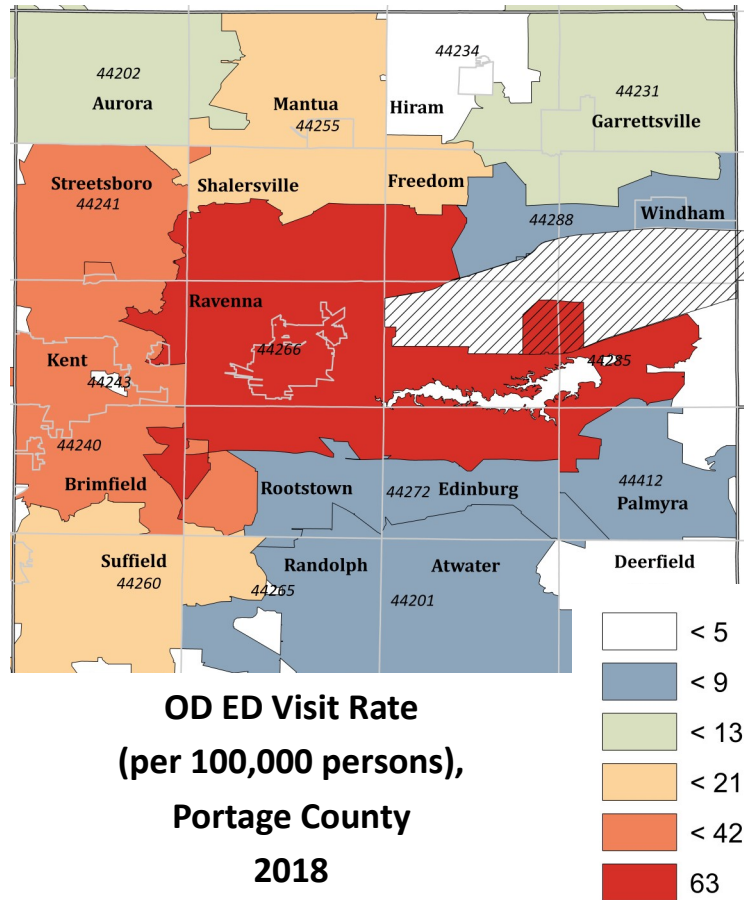 44234
44202
44231
Aurora
Mantua
Hiram
44255
Garrettsville
Streetsboro
Shalersville
Freedom
44241
44288
Windham
Ravenna
44266
Kent
44285
44243
44240
Brimfield
Rootstown
44272
Edinburg
44412
Palmyra
Suffield
Randolph
Atwater
Deerfield
44260
44265
44201
< 5
< 9
< 13
< 21
< 42
63
OD ED Visit Rate
(per 100,000 persons),
Portage County
2018